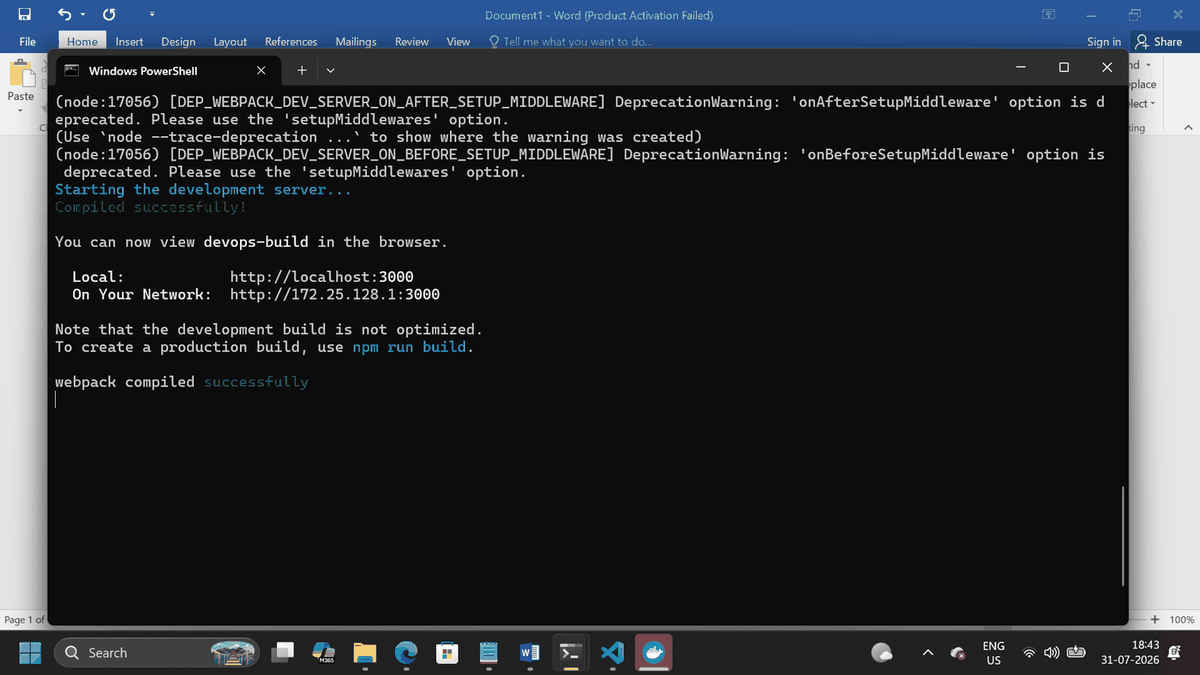 Document1 - Word (Product Activation Failed)
File Home Insert Design Layout References Mailings Review View Tell me what you want to do... Sign in Share
Paste
Windows PowerShell
(node:17056) [DEP_WEBPACK_DEV_SERVER_ON_AFTER_SETUP_MIDDLEWARE] DeprecationWarning: 'onAfterSetupMiddleware' option is d
eprecated. Please use the 'setupMiddlewares' option.
(Use `node --trace-deprecation ...` to show where the warning was created)
(node:17056) [DEP_WEBPACK_DEV_SERVER_ON_BEFORE_SETUP_MIDDLEWARE] DeprecationWarning: 'onBeforeSetupMiddleware' option is
deprecated. Please use the 'setupMiddlewares' option.
Starting the development server...
Compiled successfully!
You can now view devops-build in the browser.
Local: http://localhost:3000
On Your Network: http://172.25.128.1:3000
Note that the development build is not optimized.
To create a production build, use npm run build.
webpack compiled successfully
nd
place
lect
ting
Page 1 of
100%
Search
M365
ENG
US
18:43
31-07-2026